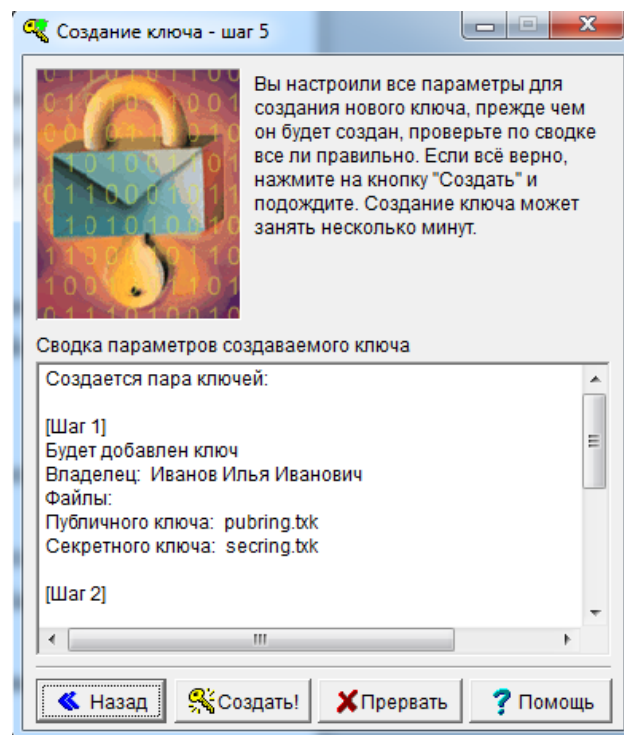 Создание ключа - шаг 5
Вы настроили все параметры для
создания нового ключа, прежде чем
он будет создан, проверьте по сводке
все ли правильно. Если всё верно,
нажмите на кнопку "Создать" и
подождите. Создание ключа может
занять несколько минут.
Сводка параметров создаваемого ключа
Создается пара ключей:
[Шаг 1]
Будет добавлен ключ
Владелец: Иванов Илья Иванович
Файлы:
Публичного ключа: pubring.txk
Секретного ключа: secring.txk
[Шаг 2]
Назад Создать! Прервать Помощь